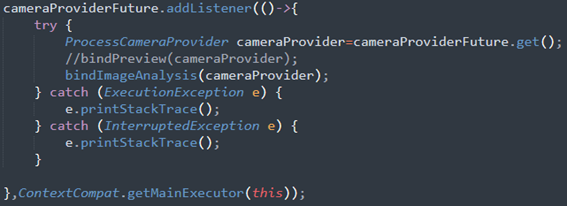 cameraProviderFuture.addListener(()->{
    try {
        ProcessCameraProvider cameraProvider=cameraProviderFuture.get();
        //bindPreview(cameraProvider);
        bindImageAnalysis(cameraProvider);
    } catch (ExecutionException e) {
        e.printStackTrace();
    } catch (InterruptedException e) {
        e.printStackTrace();
    }

},ContextCompat.getMainExecutor(this));